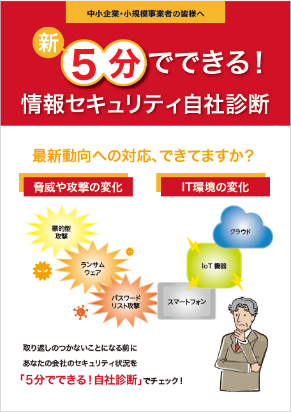 中小企業・小規模事業者の皆様へ
新
5分でできる！
情報セキュリティ自社診断
最新動向への対応、できてますか？
脅威や攻撃の変化
IT環境の変化
標的型
攻撃
ランサム
ウェア
パスワード
リスト攻撃
クラウド
IoT 機器
スマートフォン
取り返しのつかないことになる前に
あなたの会社のセキュリティ状況を
「5分でできる！自社診断」でチェック！